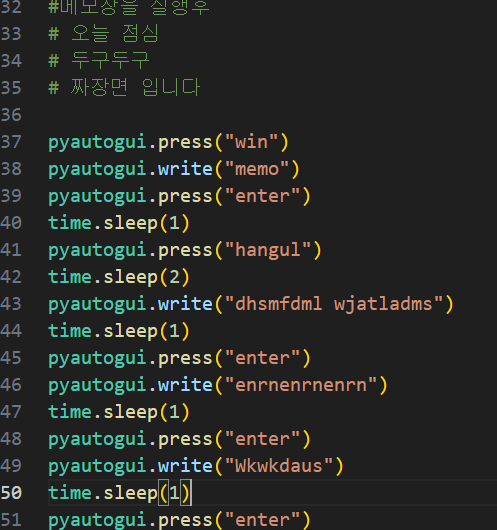 32 #메모장을 실행후
33 # 오늘 점심
34 # 두구두구
35 # 짜장면 입니다
36
37 pyautogui.press("win")
38 pyautogui.write("memo")
39 pyautogui.press("enter")
40 time.sleep(1)
41 pyautogui.press("hangul")
42 time.sleep(2)
43 pyautogui.write("dhsmfdml wjatladms")
44 time.sleep(1)
45 pyautogui.press("enter")
46 pyautogui.write("enrnenrnenrn")
47 time.sleep(1)
48 pyautogui.press("enter")
49 pyautogui.write("Wkwkdaus")
50 time.sleep(1)
51 pyautogui.press("enter")